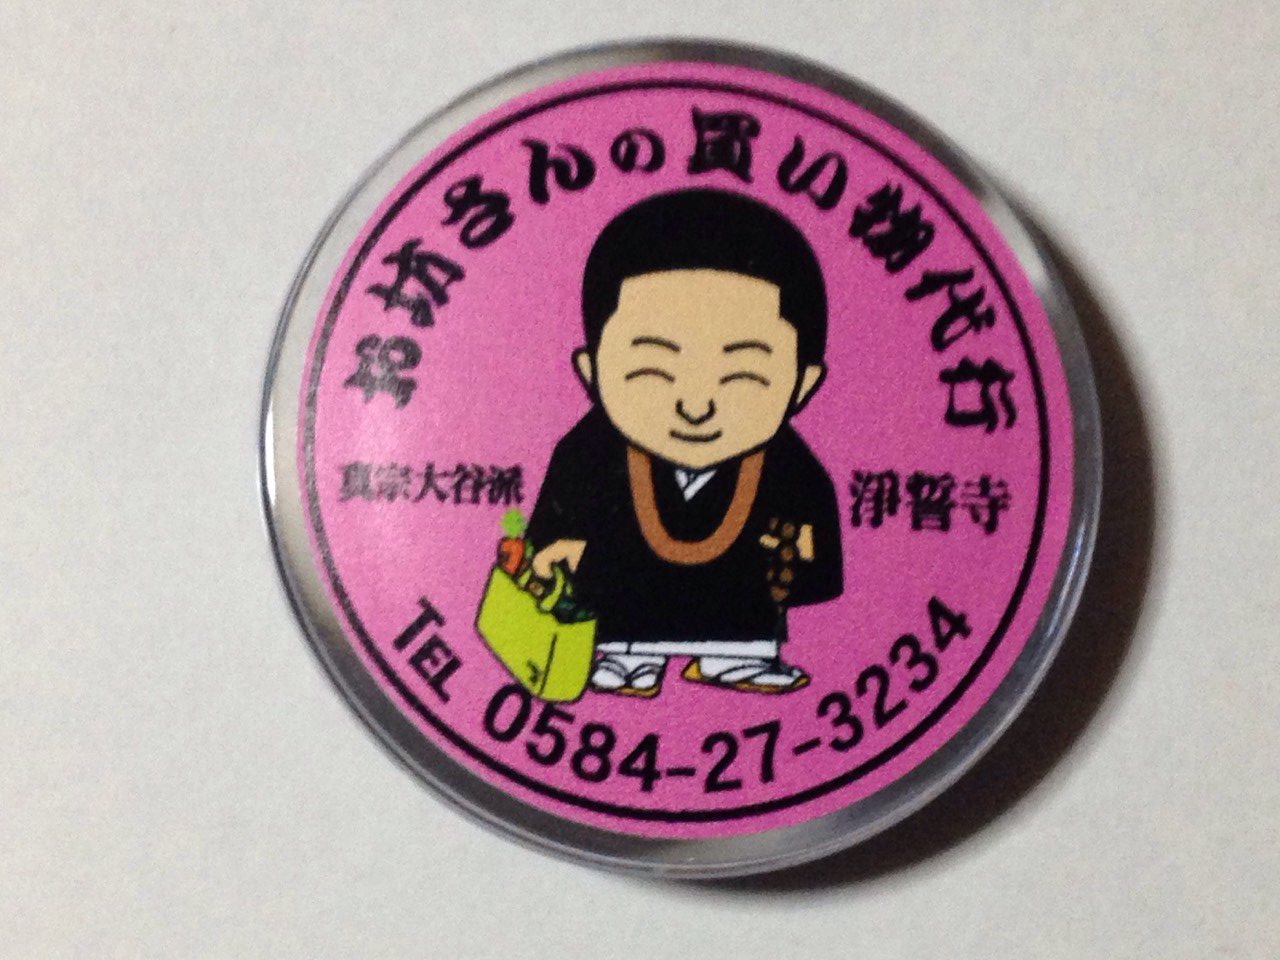 お坊さんの買い物代行
真宗大谷派
淨誓寺
TEL 0584-27-3234